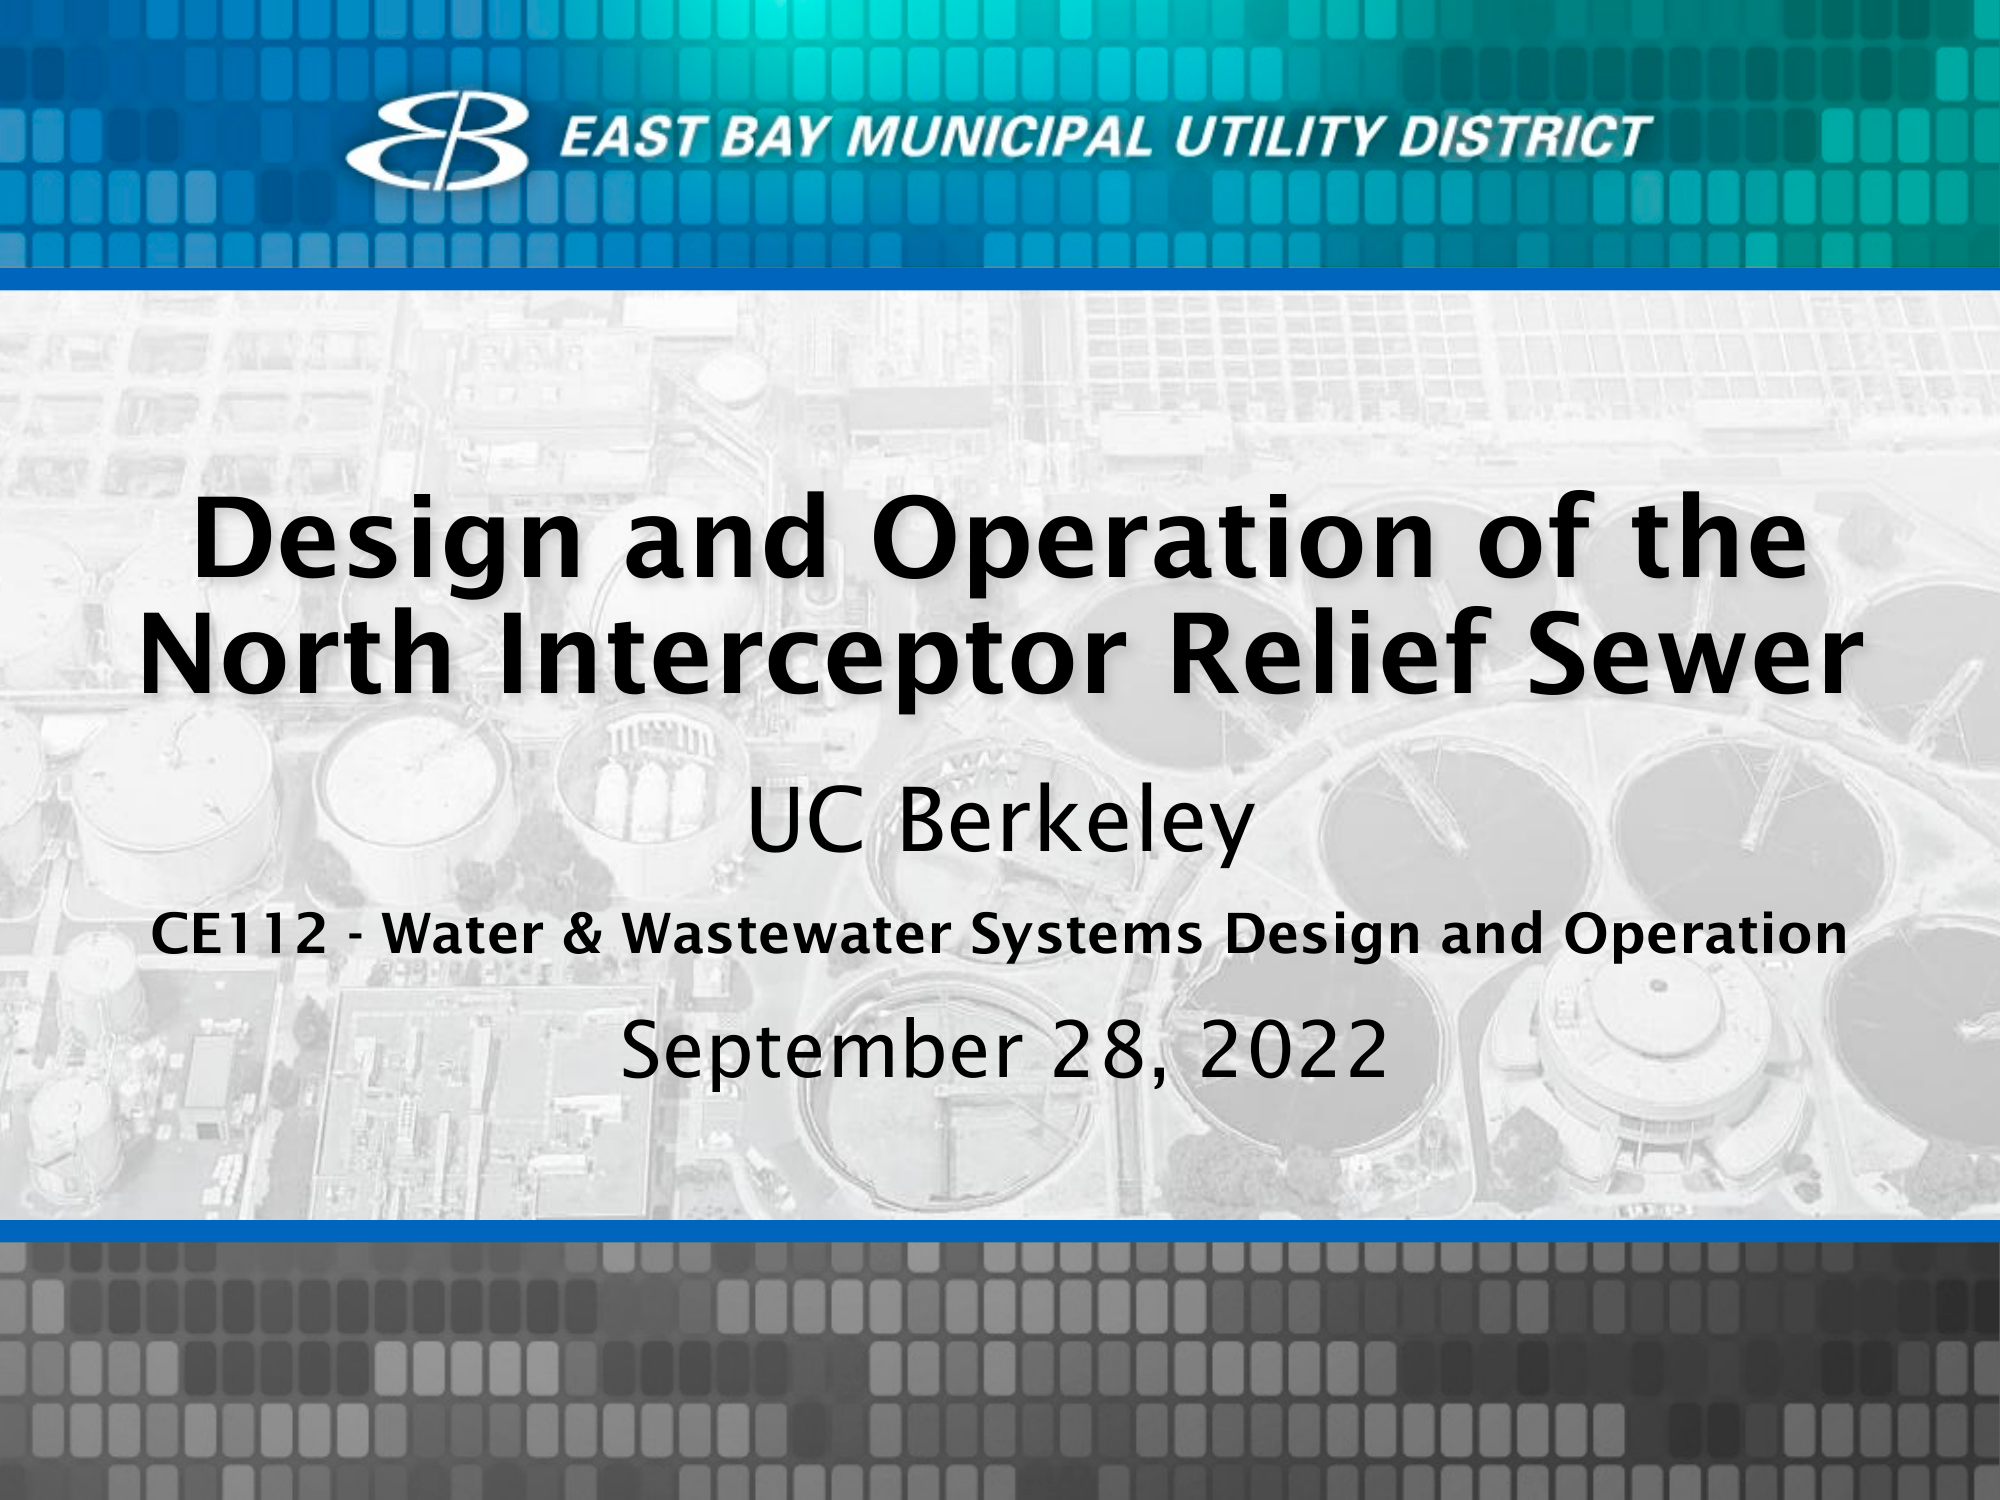 EAST BAY MUNICIPAL UTILITY DISTRICT
Design and Operation of the
North Interceptor Relief Sewer
UC Berkeley
CE112 - Water & Wastewater Systems Design and Operation
September 28, 2022